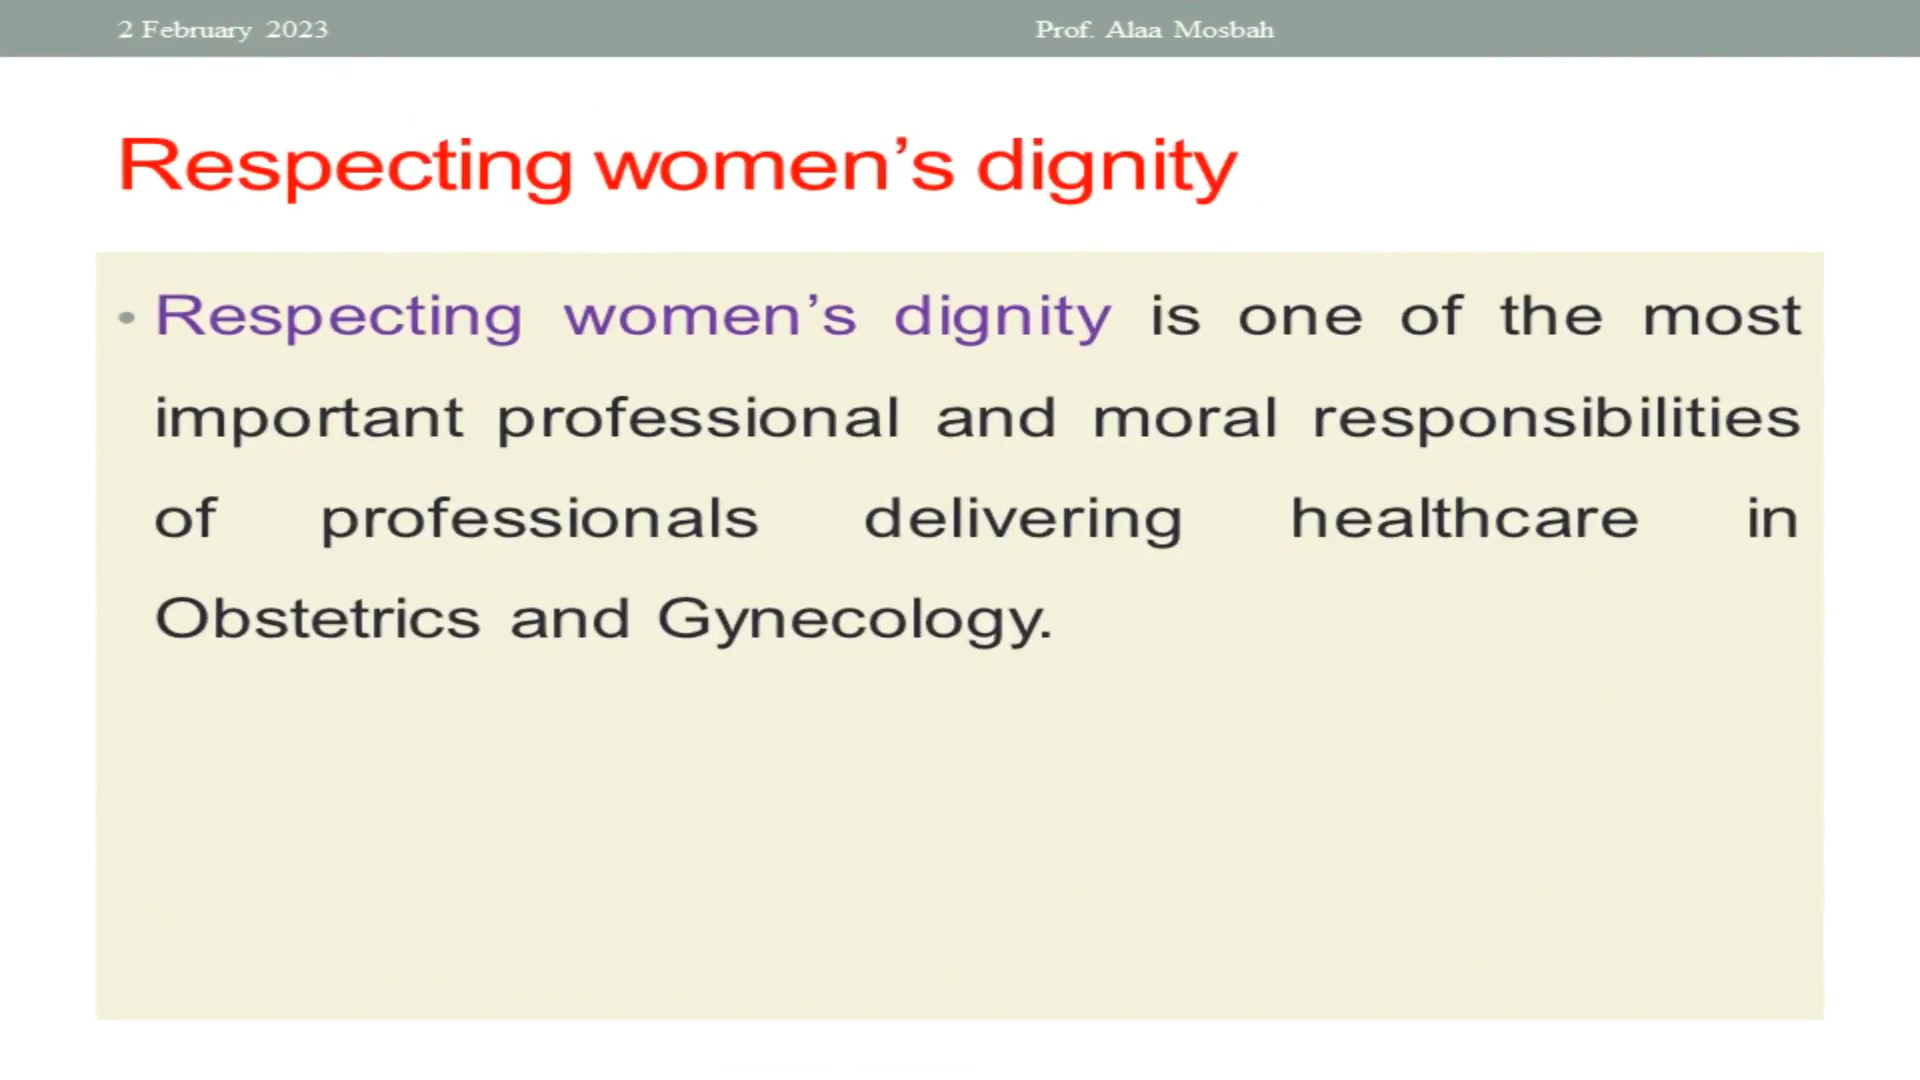 2 February 2023 Prof. Alaa Mosbah
Respecting women’s dignity
• Respecting women’s dignity is one of the most
important professional and moral responsibilities
of professionals delivering healthcare in
Obstetrics and Gynecology.